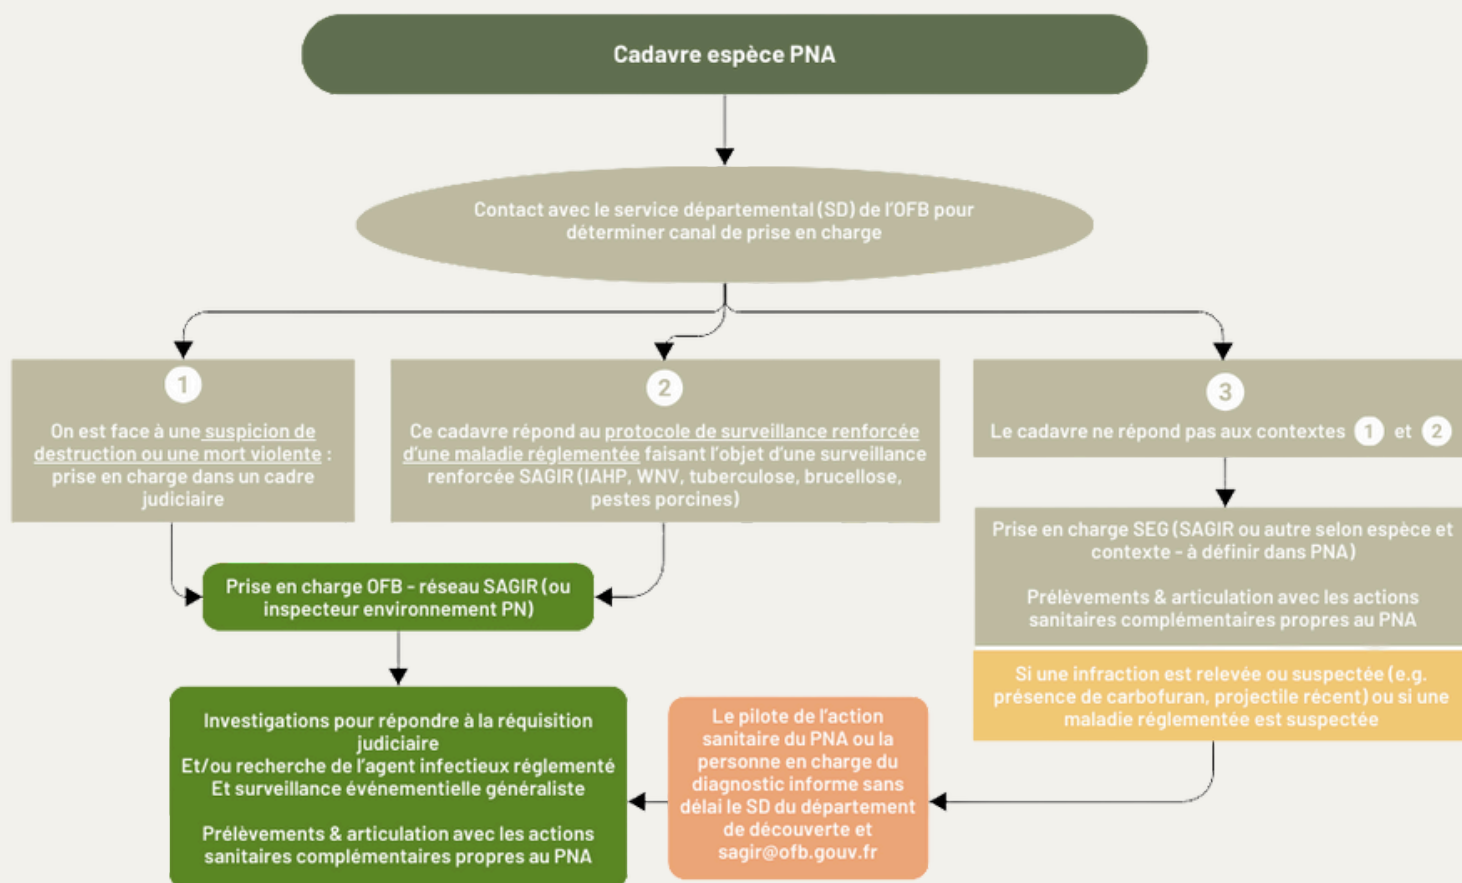 Cadavre espèce PNA
Contact avec le service départemental (SD) de l'OFB pour
déterminer canal de prise en charge
1
On est face à une suspicion de
destruction ou une mort violente :
prise en charge dans un cadre
judiciaire
2
Ce cadavre répond au protocole de surveillance renforcée
d'une maladie réglementée faisant l'objet d'une surveillance
renforcée SAGIR (IAHP, WNV, tuberculose, brucellose,
pestes porcines)
3
Le cadavre ne répond pas aux contextes 1 et 2
Prise en charge SEG (SAGIR ou autre selon espèce et
contexte - à définir dans PNA)
Prélèvements & articulation avec les actions
sanitaires complémentaires propres au PNA
Si une infraction est relevée ou suspectée (e.g.
présence de carbofuran, projectile récent) ou si une
maladie réglementée est suspectée
Prise en charge OFB - réseau SAGIR (ou
inspecteur environnement PN)
Investigations pour répondre à la réquisition
judiciaire
Et/ou recherche de l'agent infectieux réglementé
Et surveillance événementielle généraliste
Prélèvements & articulation avec les actions
sanitaires complémentaires propres au PNA
Le pilote de l'action
sanitaire du PNA ou la
personne en charge du
diagnostic informe sans
délai le SD du département
de découverte et
sagir@ofb.gouv.fr